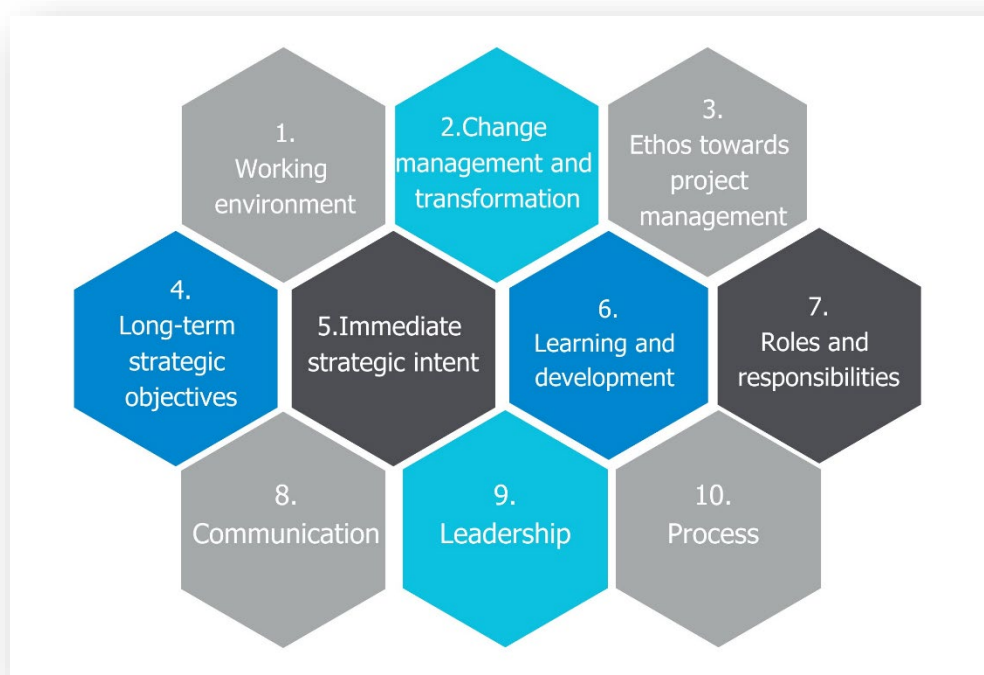 1.
Working
environment
2.Change
management and
transformation
3.
Ethos towards
project
management
4.
Long-term
strategic
objectives
5.Immediate
strategic intent
6.
Learning and
development
7.
Roles and
responsibilities
8.
Communication
9.
Leadership
10.
Process